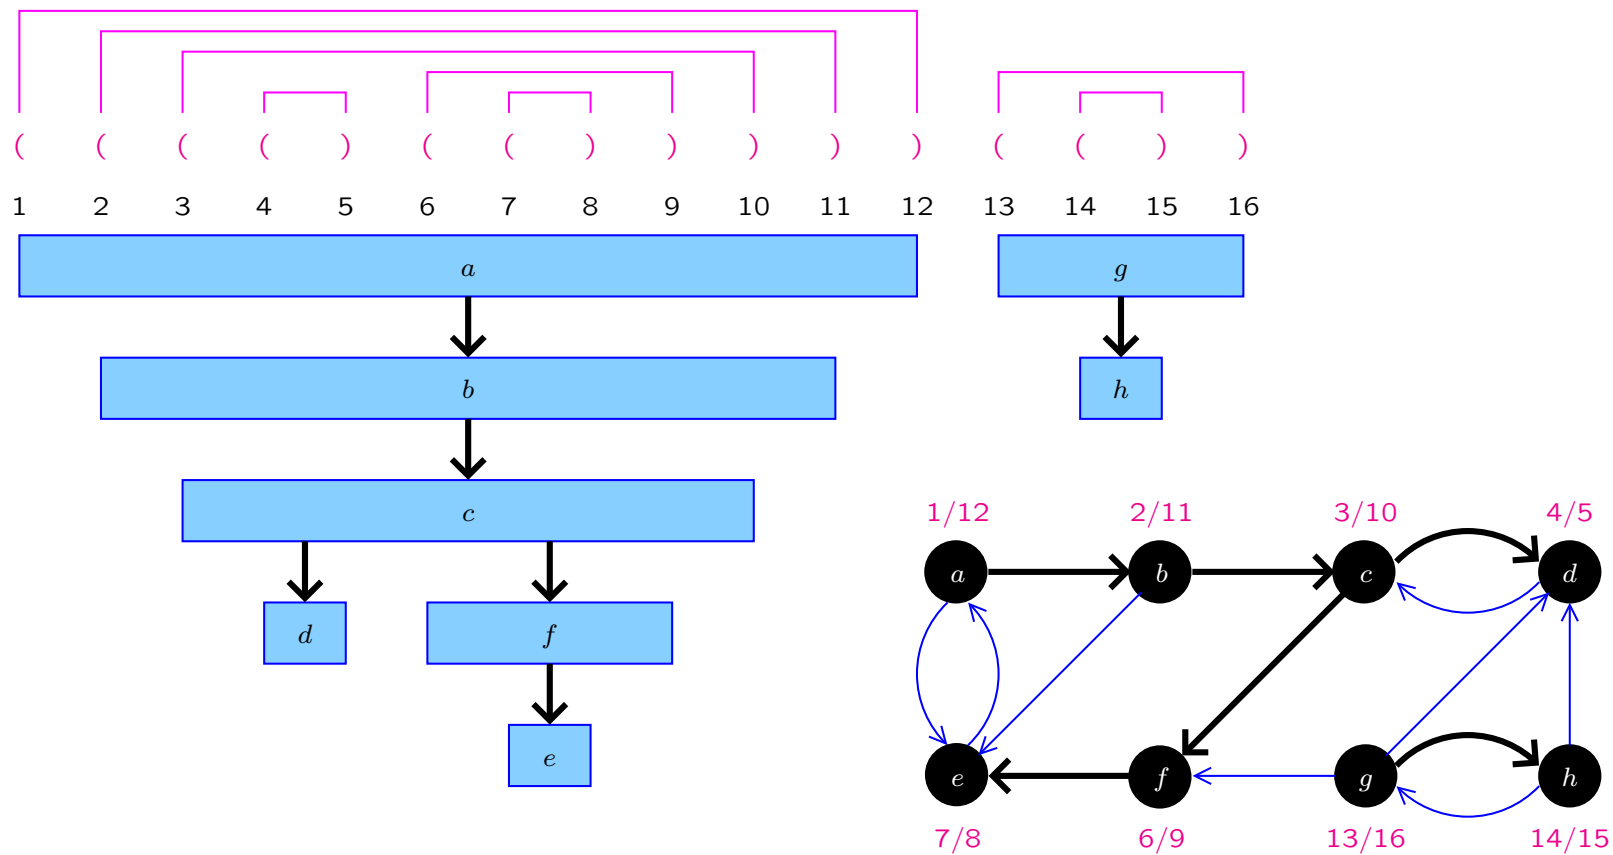 ( ( ( ( ) ( ( ) ) ) ) ) ( ( ) )
1 2 3 4 5 6 7 8 9 10 11 12 13 14 15 16
a g
b h
c
d f
e
1/12 2/11 3/10 4/5
a b c d
e f g h
7/8 6/9 13/16 14/15